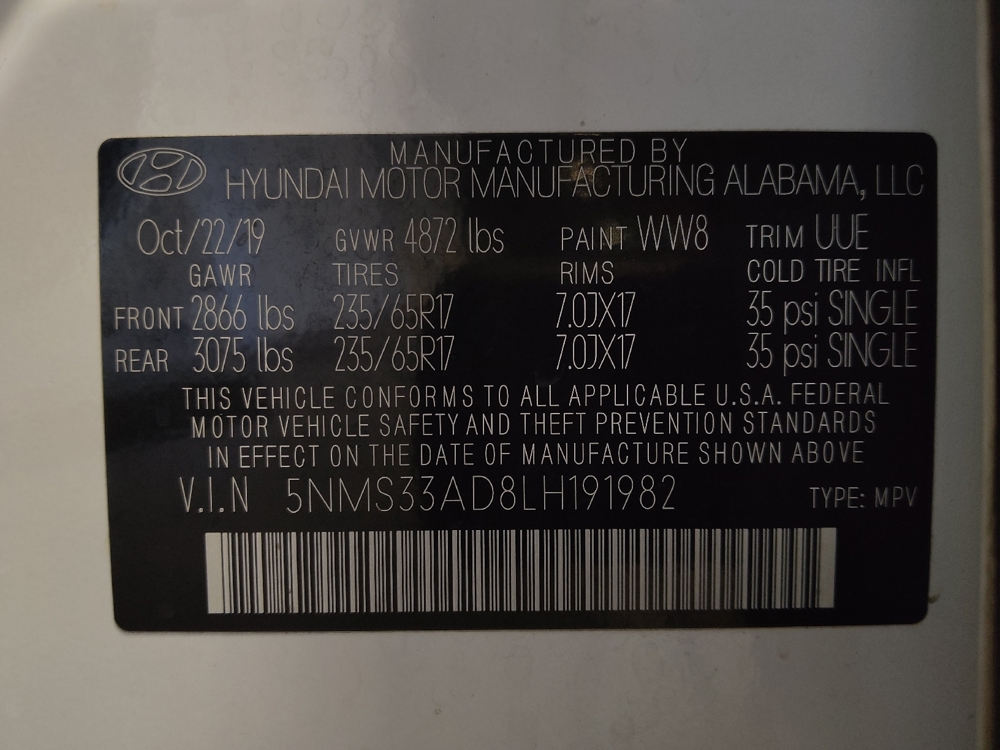 MANUFACTURED BY
HYUNDAI MOTOR MANUFACTURING ALABAMA, LLC
Oct/22/19 GVWR 4872 lbs PAINT WW8 TRIM UUE
GAWR TIRES RIMS COLD TIRE INFL
FRONT 2866 lbs 235/65R17 7.0JX17 35 psi SINGLE
REAR 3075 lbs 235/65R17 7.0JX17 35 psi SINGLE
THIS VEHICLE CONFORMS TO ALL APPLICABLE U.S.A. FEDERAL
MOTOR VEHICLE SAFETY AND THEFT PREVENTION STANDARDS
IN EFFECT ON THE DATE OF MANUFACTURE SHOWN ABOVE
V.I.N 5NMS33AD8LH191982 TYPE: MPV